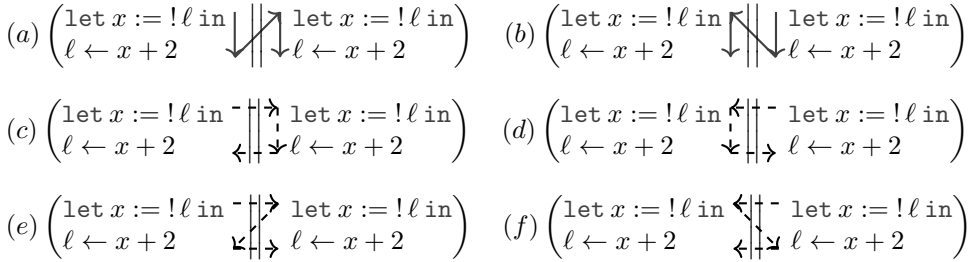 (a) (let x := ! ℓ in || let x := ! ℓ in
ℓ ← x + 2 || ℓ ← x + 2)
(b) (let x := ! ℓ in || let x := ! ℓ in
ℓ ← x + 2 || ℓ ← x + 2)
(c) (let x := ! ℓ in || let x := ! ℓ in
ℓ ← x + 2 || ℓ ← x + 2)
(d) (let x := ! ℓ in || let x := ! ℓ in
ℓ ← x + 2 || ℓ ← x + 2)
(e) (let x := ! ℓ in || let x := ! ℓ in
ℓ ← x + 2 || ℓ ← x + 2)
(f) (let x := ! ℓ in || let x := ! ℓ in
ℓ ← x + 2 || ℓ ← x + 2)